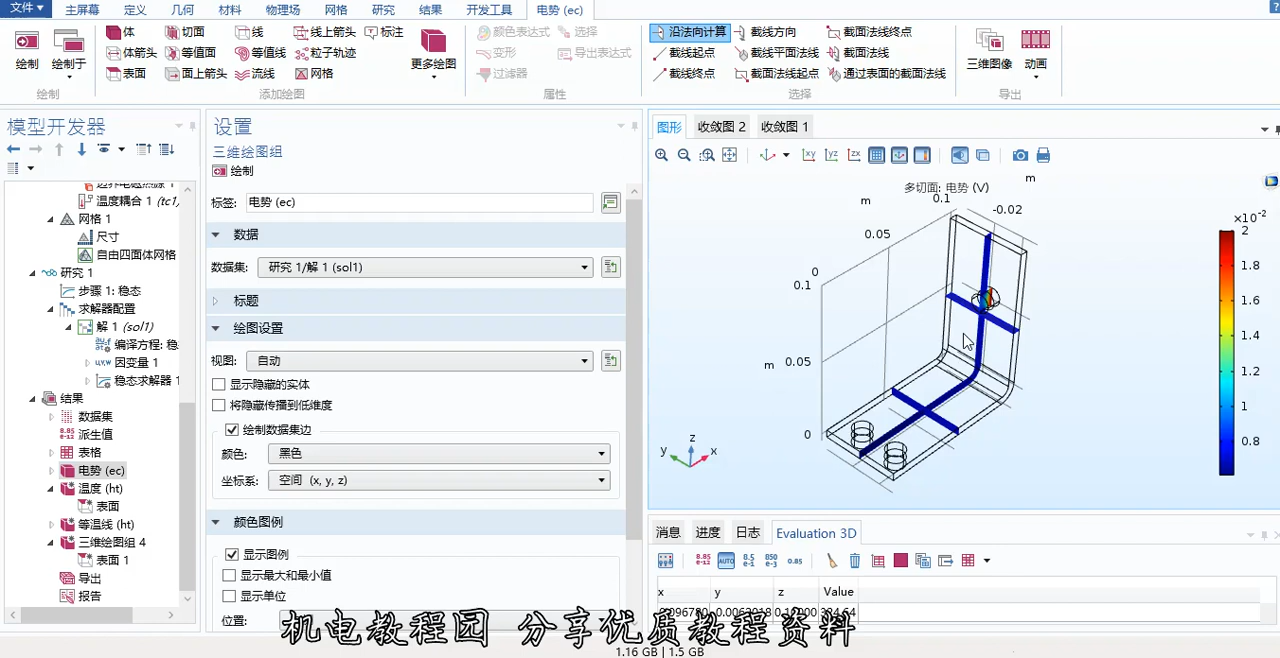 文件 主屏幕 定义 几何 材料 物理场 网格 研究 结果 开发工具 电势 (ec)
体 切面 线 线上箭头 标注 颜色表达式 选择 沿法向计算 截线方向 截面法线终点
绘制 绘制于 体箭头 等值面 等值线 粒子轨迹 更多绘图 变形 导出表达式 截线起点 截线平面法线 截面法线 三维图像 动画
表面 面上箭头 流线 网格 过滤器 截线终点 截面法线起点 通过表面的截面法线
绘制 添加绘图 属性 选择 导出
模型开发器
温度耦合 1 (tc1)
网格 1
尺寸
自由四面体网格
研究 1
步骤 1: 稳态
求解器配置
解 1 (sol1)
编译方程: 稳
因变量 1
稳态求解器 1
结果
数据集
派生值
表格
电势 (ec)
温度 (ht)
表面
等温线 (ht)
三维绘图组 4
表面 1
导出
报告
设置
三维绘图组
绘制
标签: 电势 (ec)
数据
数据集: 研究 1/解 1 (sol1)
标题
绘图设置
视图: 自动
显示隐藏的实体
将隐藏传播到低维度
绘制数据集边
颜色: 黑色
坐标系: 空间 (x, y, z)
颜色图例
显示图例
显示最大和最小值
显示单位
位置:
图形 收敛图 2 收敛图 1
xy yz zx
多切面: 电势 (V)
m
m
0.1
-0.02
0.05
0
0.1
m
0.05
0
z
y
x
×10⁻²
2
1.8
1.6
1.4
1.2
1
0.8
消息 进度 日志 Evaluation 3D
8.85 e-12 AUTO 8.5 e-1 850 e-3 0.85
x y z Value
机电教程园 分享优质教程资料
1.16 GB | 1.5 GB